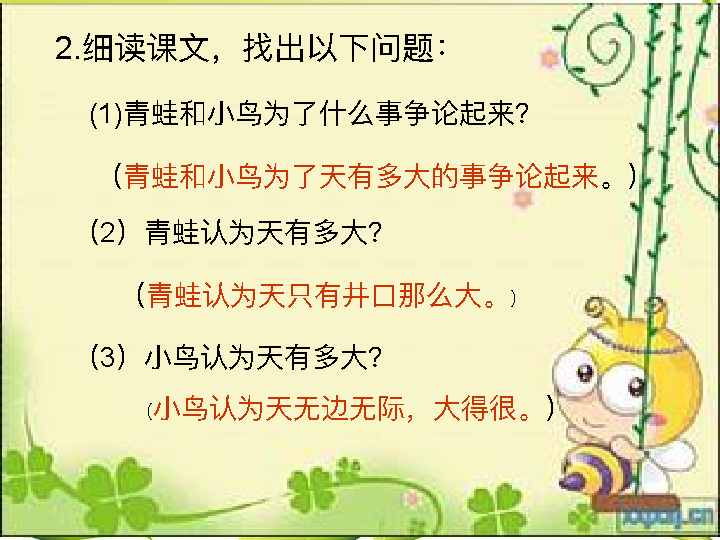 2.细读课文，找出以下问题：
(1)青蛙和小鸟为了什么事争论起来？
（青蛙和小鸟为了天有多大的事争论起来。）
（2）青蛙认为天有多大？
（青蛙认为天只有井口那么大。）
（3）小鸟认为天有多大？
(小鸟认为天无边无际，大得很。）